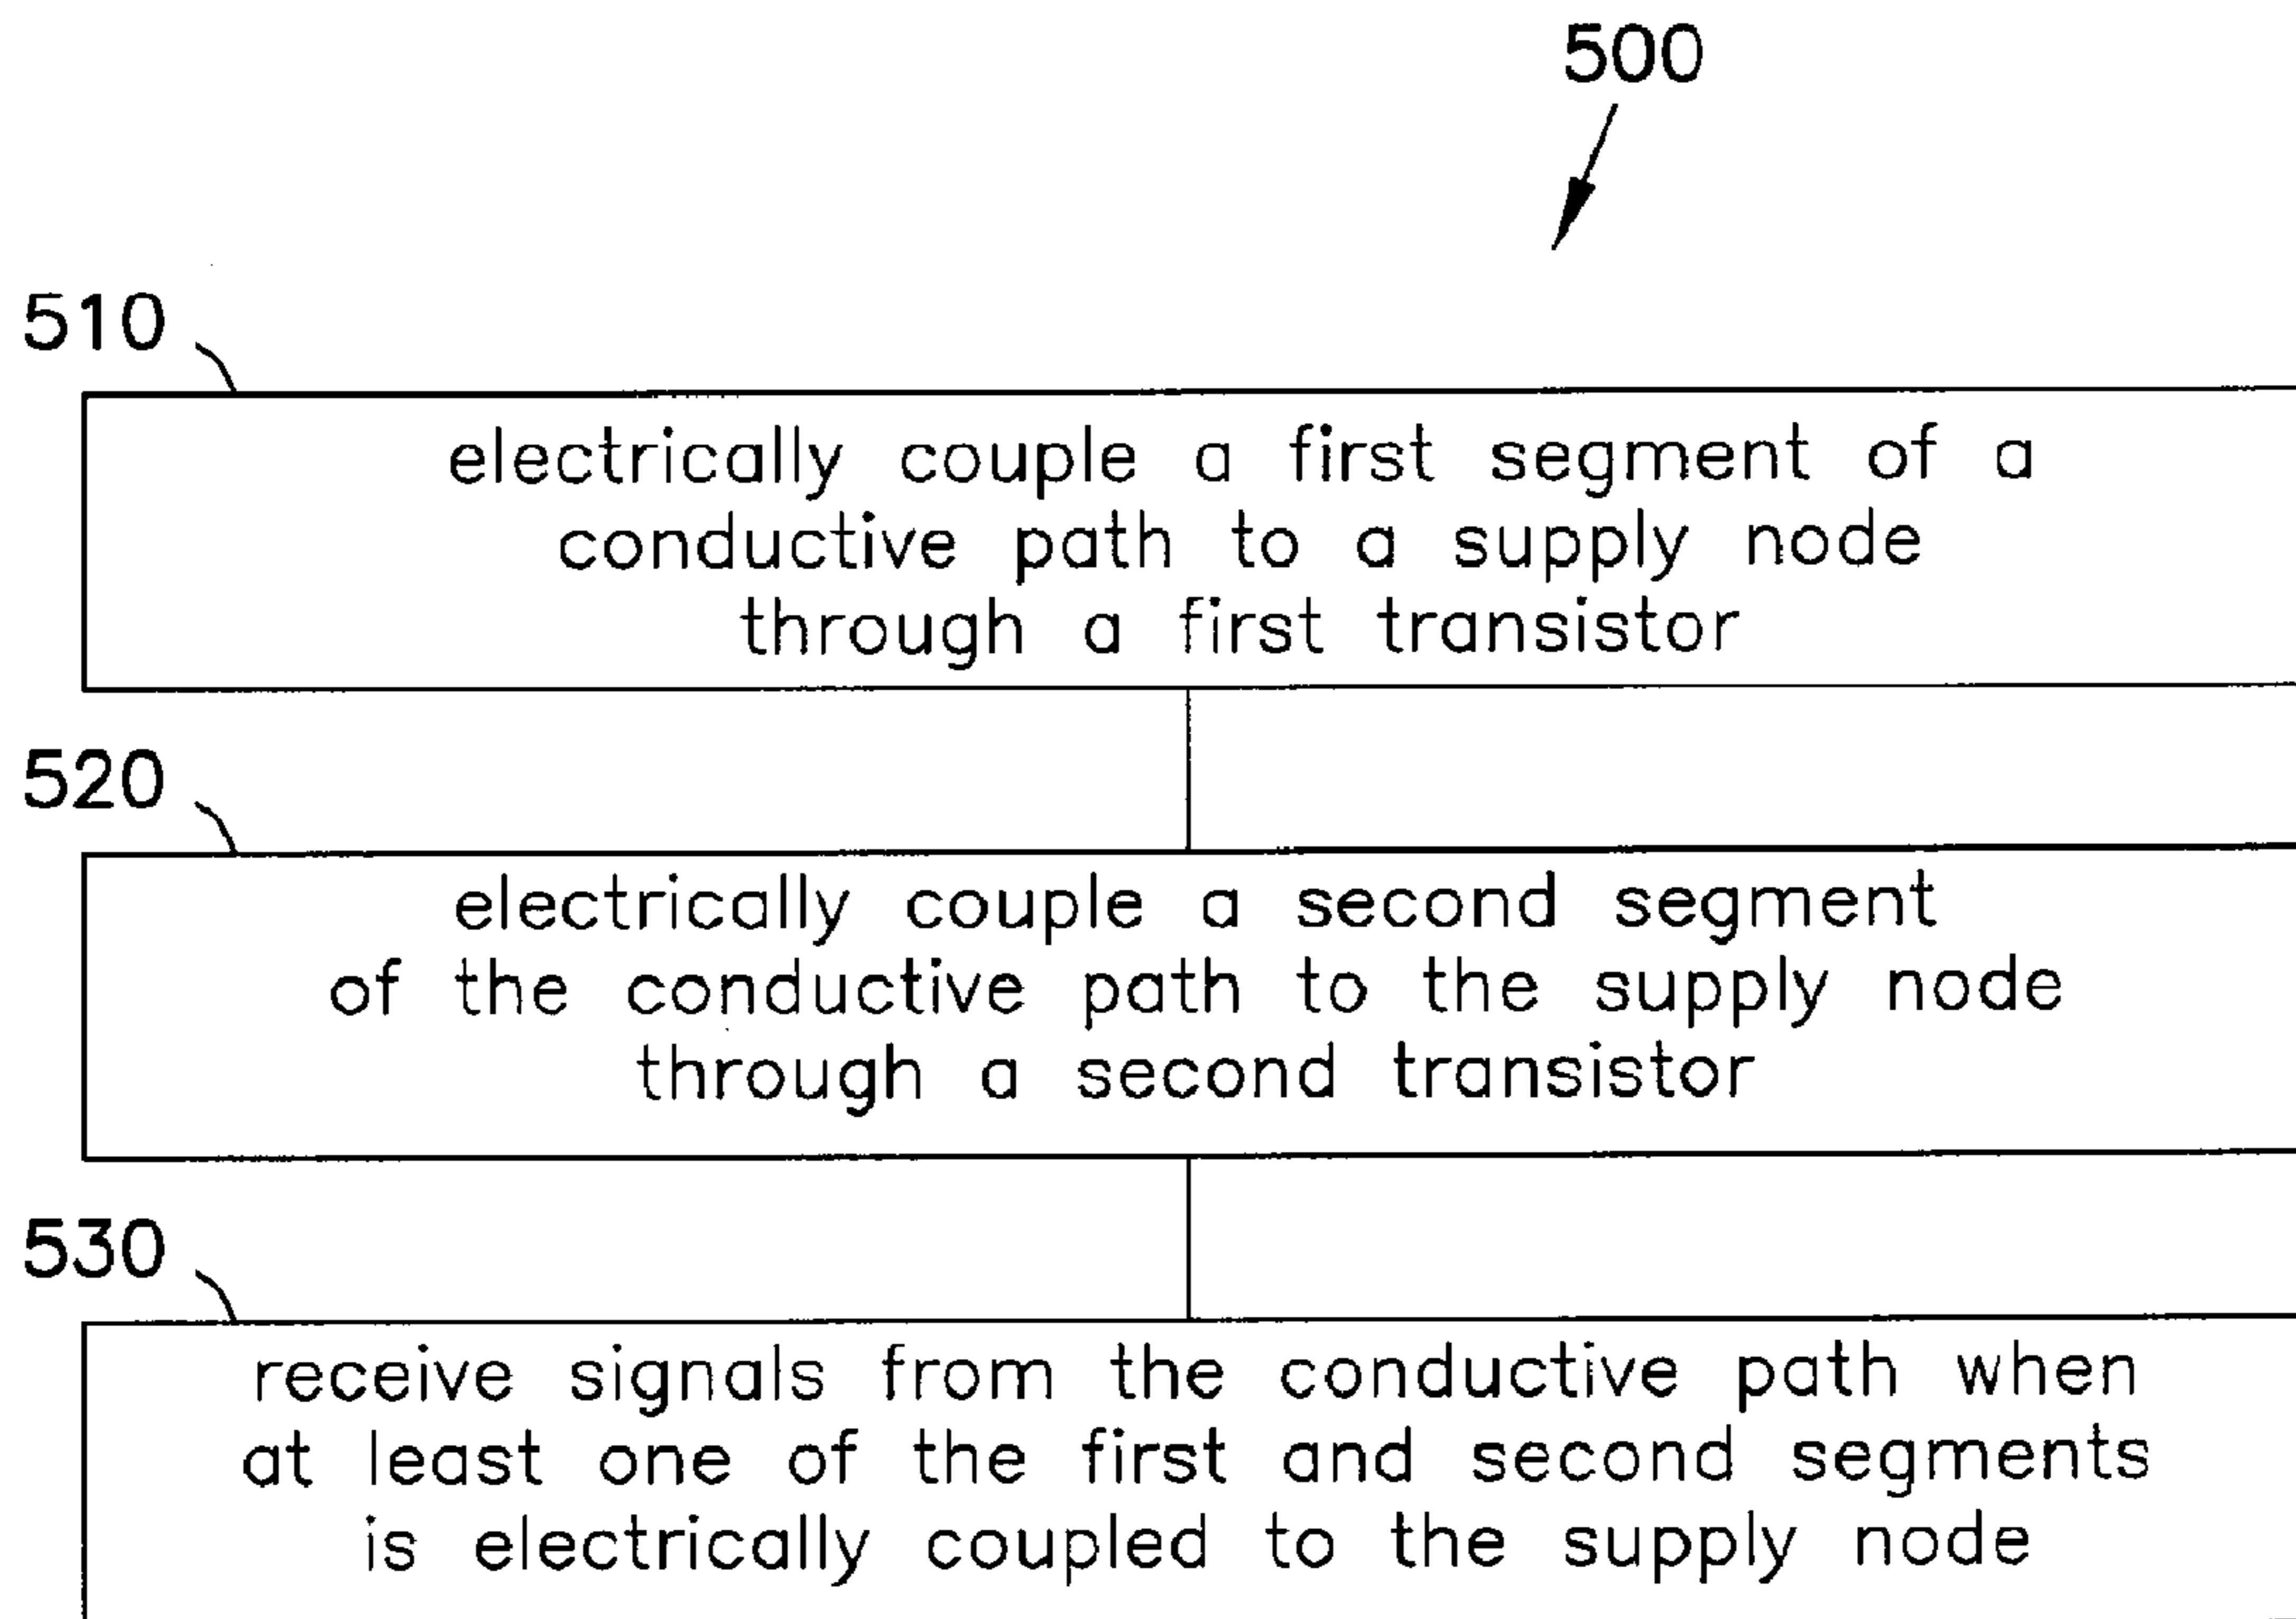 500
510
electrically couple a first segment of a
conductive path to a supply node
through a first transistor
520
electrically couple a second segment
of the conductive path to the supply node
through a second transistor
530
receive signals from the conductive path when
at least one of the first and second segments
is electrically coupled to the supply node